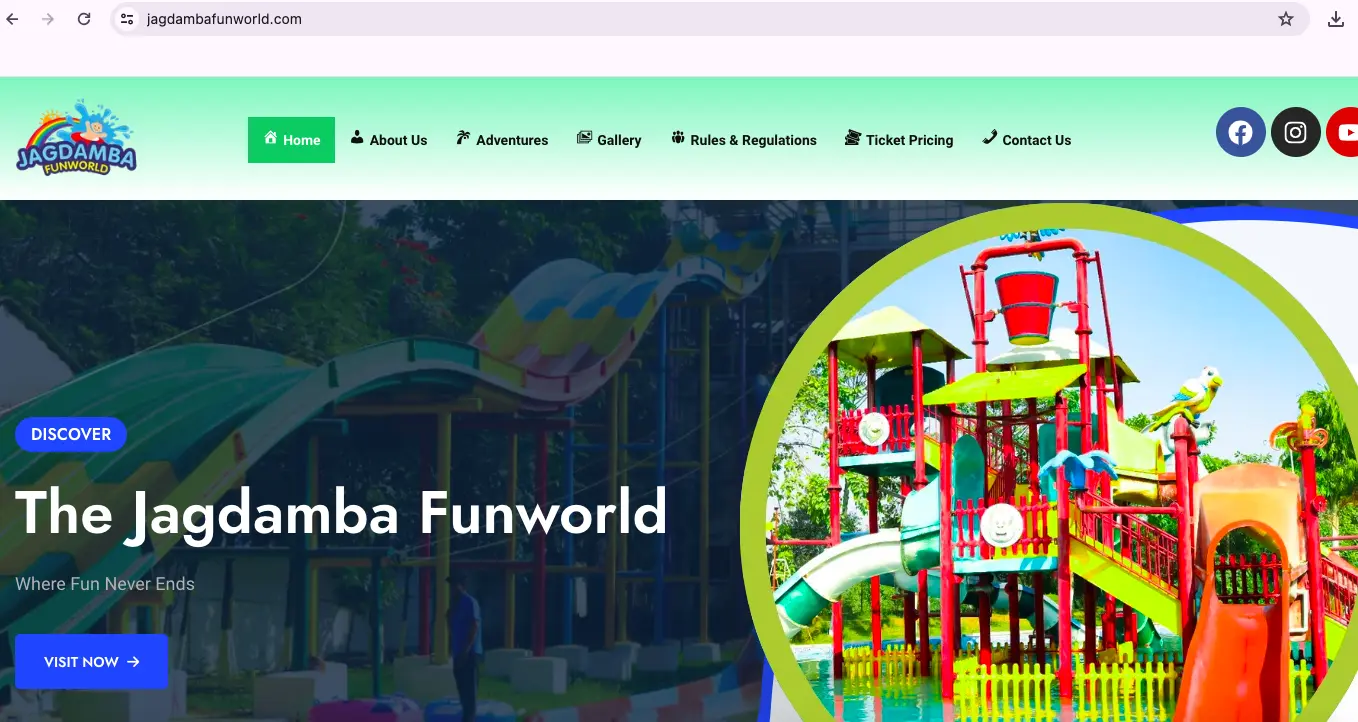 jagdambafunworld.com
JAGDAMBA
FUNWORLD
Home About Us Adventures Gallery Rules & Regulations Ticket Pricing Contact Us
DISCOVER
The Jagdamba Funworld
Where Fun Never Ends
VISIT NOW